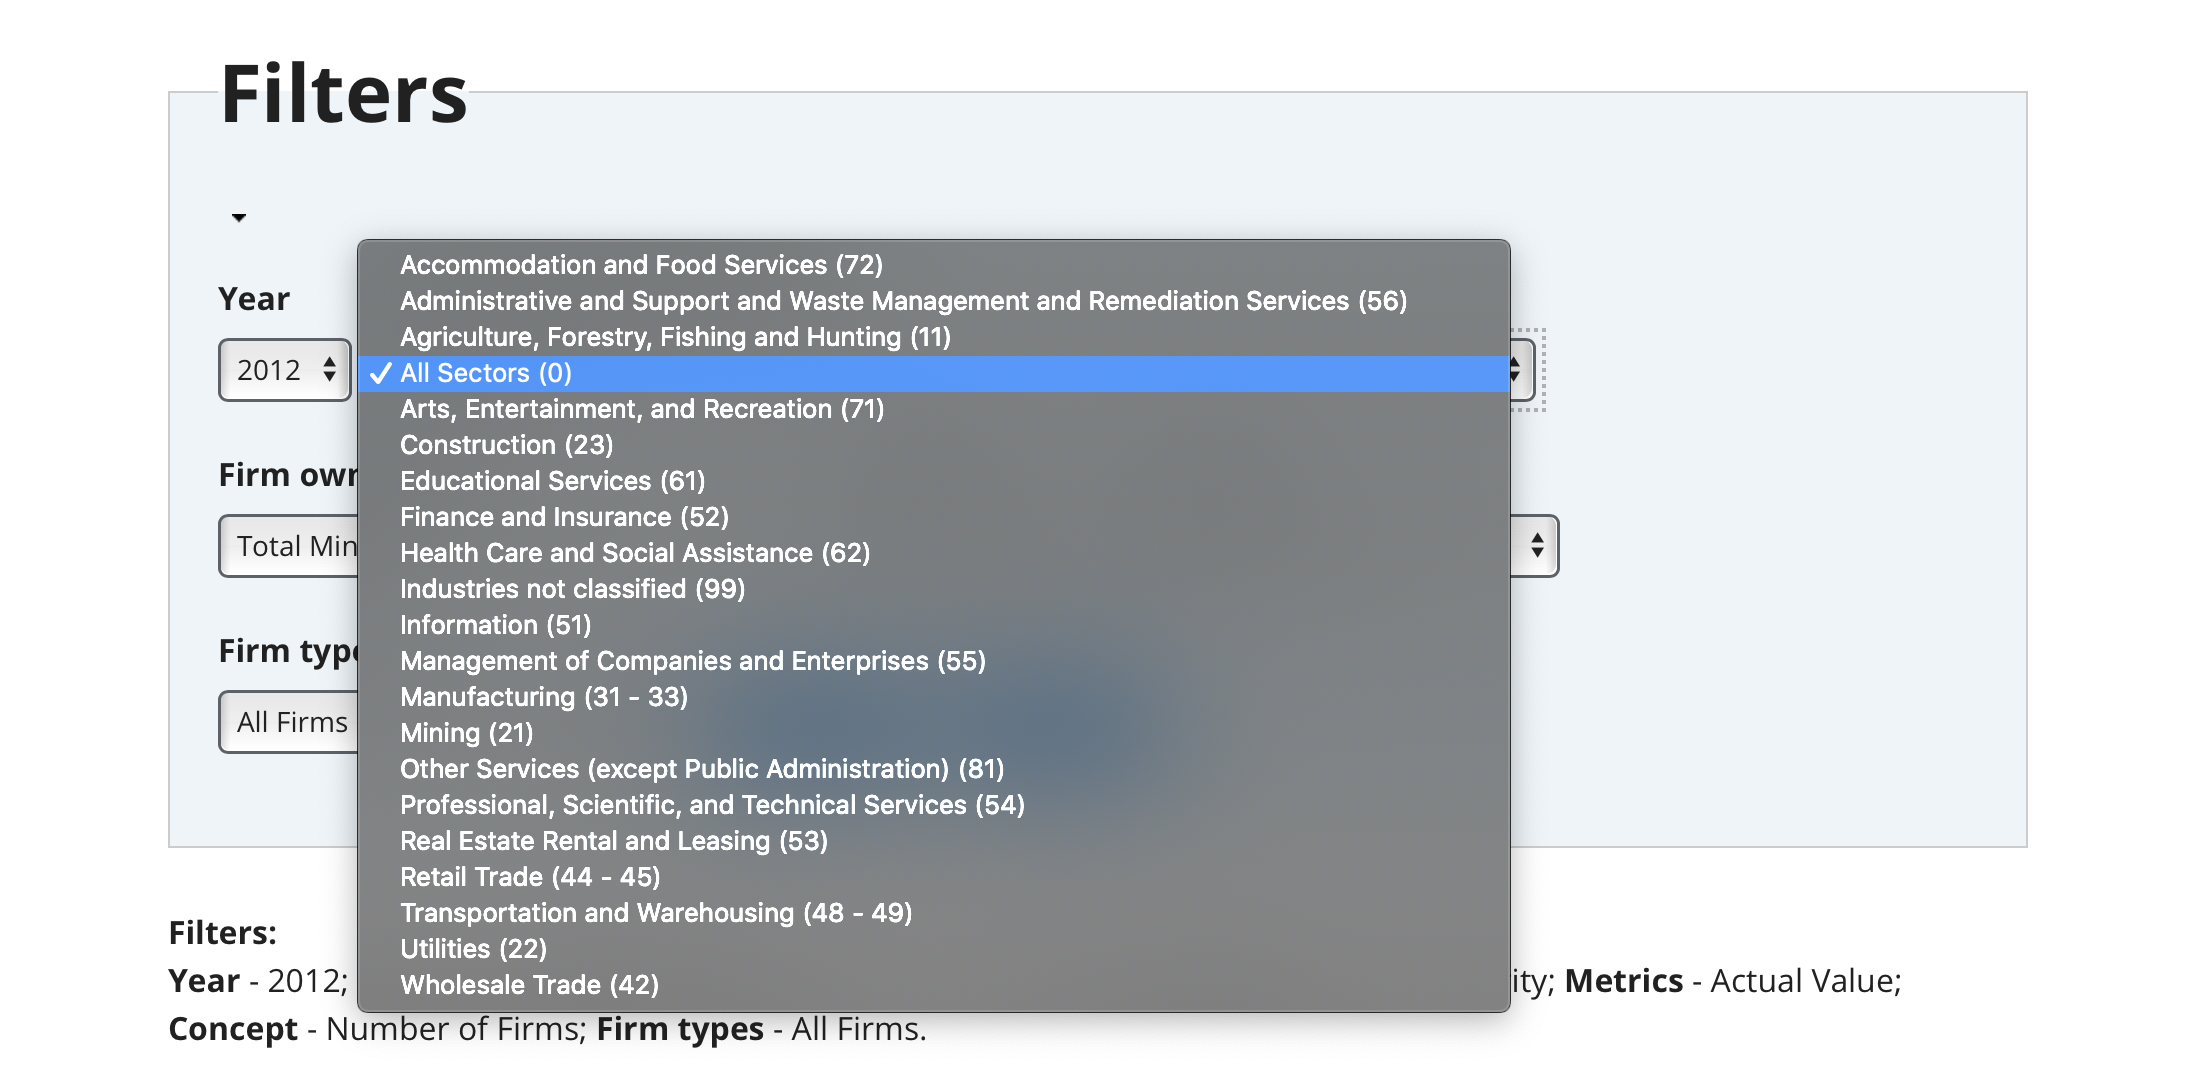 Filters
Year
2012
Accommodation and Food Services (72)
Administrative and Support and Waste Management and Remediation Services (56)
Agriculture, Forestry, Fishing and Hunting (11)
✓ All Sectors (0)
Arts, Entertainment, and Recreation (71)
Construction (23)
Educational Services (61)
Finance and Insurance (52)
Health Care and Social Assistance (62)
Industries not classified (99)
Information (51)
Management of Companies and Enterprises (55)
Manufacturing (31 - 33)
Mining (21)
Other Services (except Public Administration) (81)
Professional, Scientific, and Technical Services (54)
Real Estate Rental and Leasing (53)
Retail Trade (44 - 45)
Transportation and Warehousing (48 - 49)
Utilities (22)
Wholesale Trade (42)
Firm
Total
Firm
All Firms
Filters:
Year - 2012; Metrics - Actual Value;
Concept - Number of Firms; Firm types - All Firms.